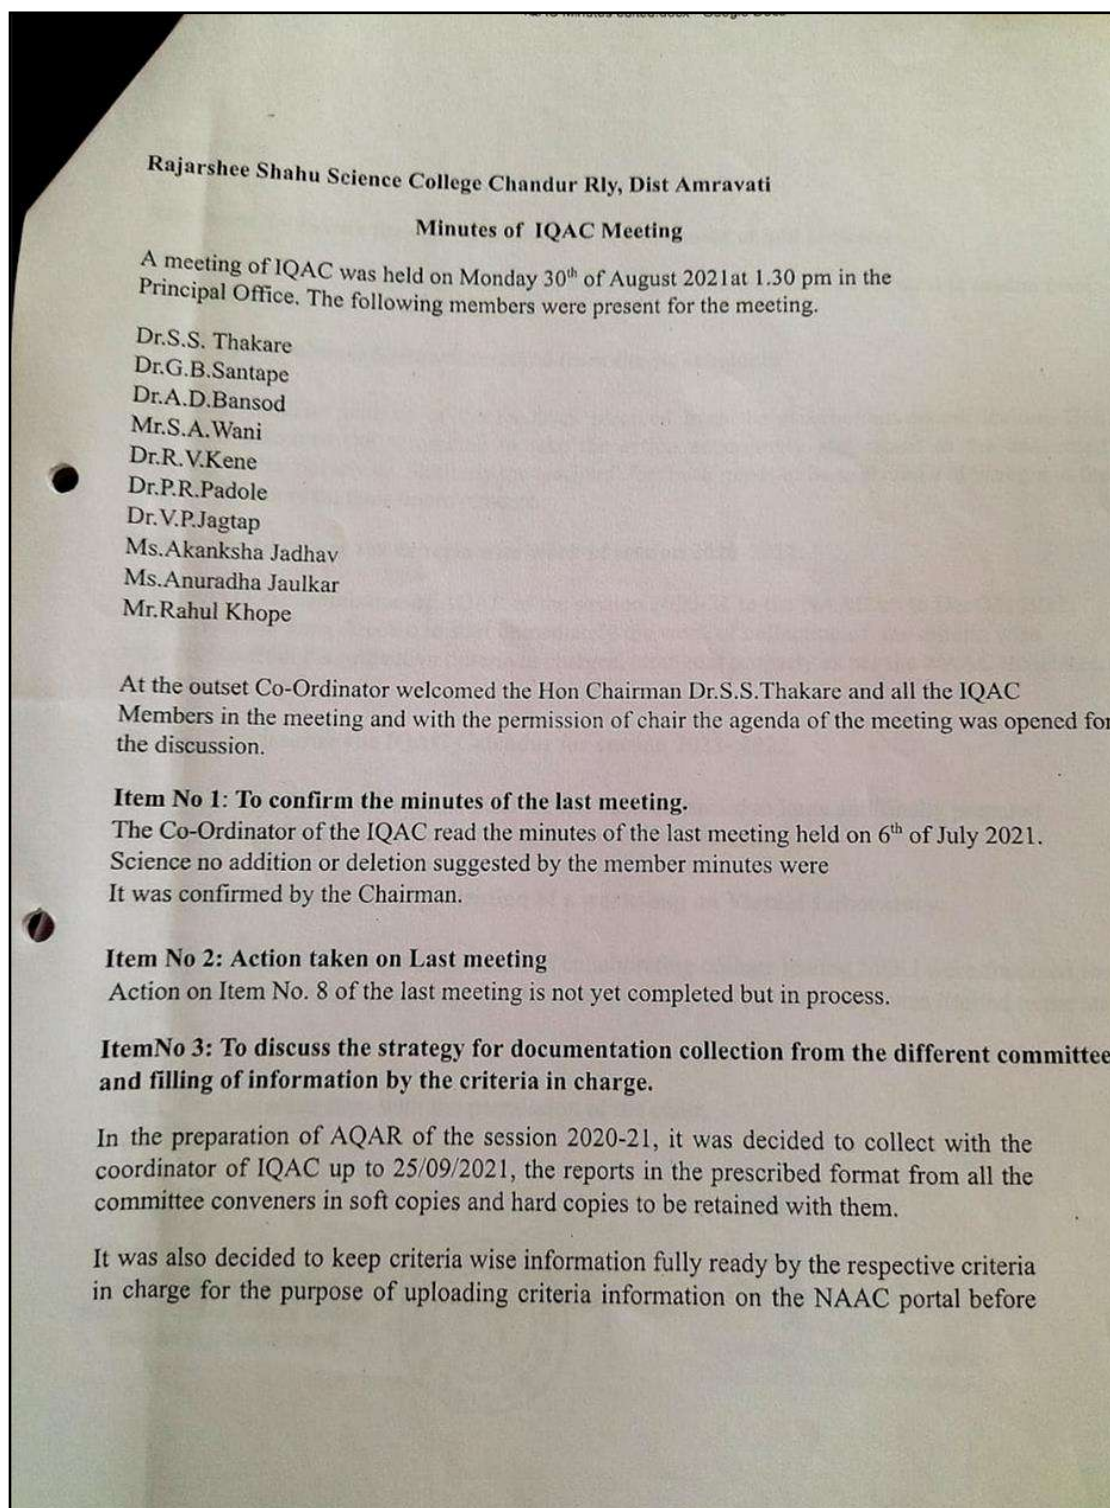 Rajarshee Shahu Science College Chandur Rly, Dist Amravati
Minutes of IQAC Meeting
A meeting of IQAC was held on Monday 30th of August 2021at 1.30 pm in the
Principal Office. The following members were present for the meeting.
Dr.S.S. Thakare
Dr.G.B.Santape
Dr.A.D.Bansod
Mr.S.A.Wani
Dr.R.V.Kene
Dr.P.R.Padole
Dr.V.P.Jagtap
Ms.Akanksha Jadhav
Ms.Anuradha Jaulkar
Mr.Rahul Khope
At the outset Co-Ordinator welcomed the Hon Chairman Dr.S.S.Thakare and all the IQAC
Members in the meeting and with the permission of chair the agenda of the meeting was opened for
the discussion.
Item No 1: To confirm the minutes of the last meeting.
The Co-Ordinator of the IQAC read the minutes of the last meeting held on 6th of July 2021.
Science no addition or deletion suggested by the member minutes were
It was confirmed by the Chairman.
Item No 2: Action taken on Last meeting
Action on Item No. 8 of the last meeting is not yet completed but in process.
ItemNo 3: To discuss the strategy for documentation collection from the different committee
and filling of information by the criteria in charge.
In the preparation of AQAR of the session 2020-21, it was decided to collect with the
coordinator of IQAC up to 25/09/2021, the reports in the prescribed format from all the
committee conveners in soft copies and hard copies to be retained with them.
It was also decided to keep criteria wise information fully ready by the respective criteria
in charge for the purpose of uploading criteria information on the NAAC portal before